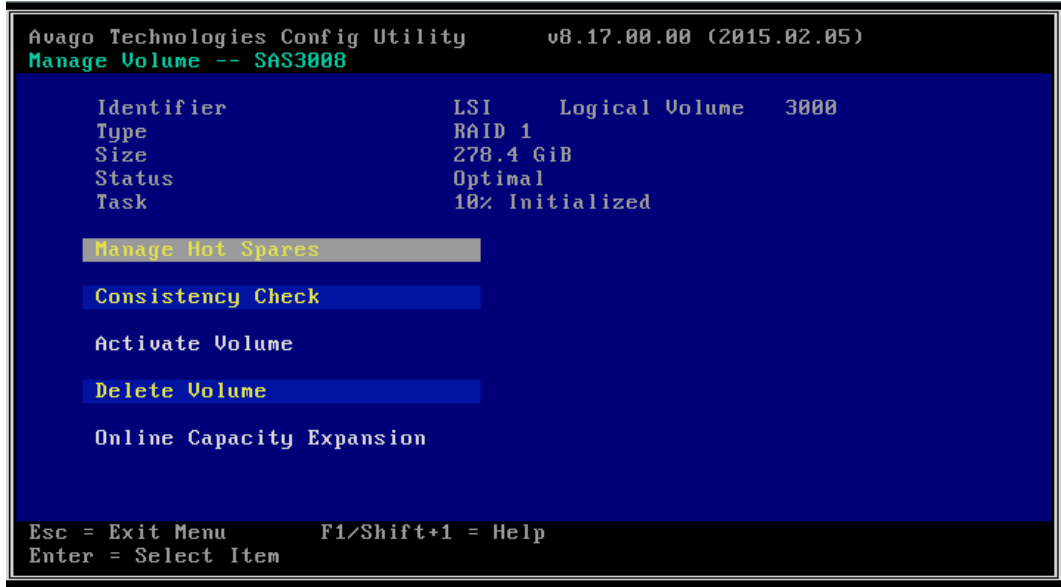 Avago Technologies Config Utility v8.17.00.00 (2015.02.05)
Manage Volume -- SAS3008
Identifier LSI Logical Volume 3000
Type RAID 1
Size 278.4 GiB
Status Optimal
Task 10% Initialized
Manage Hot Spares
Consistency Check
Activate Volume
Delete Volume
Online Capacity Expansion
Esc = Exit Menu F1/Shift+1 = Help
Enter = Select Item